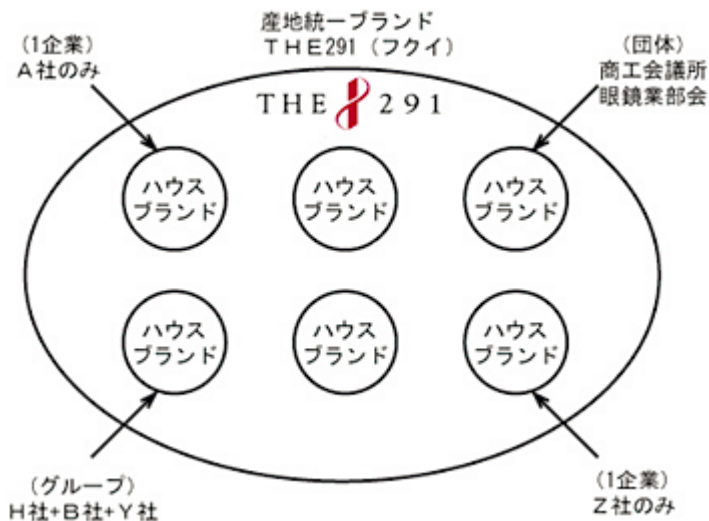 産地統一ブランド
THE291(フクイ)
(1企業)
A社のみ
(団体)
商工会議所
眼鏡業部会
THE 291
ハウス
ブランド
ハウス
ブランド
ハウス
ブランド
ハウス
ブランド
ハウス
ブランド
ハウス
ブランド
(グループ)
H社+B社+Y社
(1企業)
Z社のみ